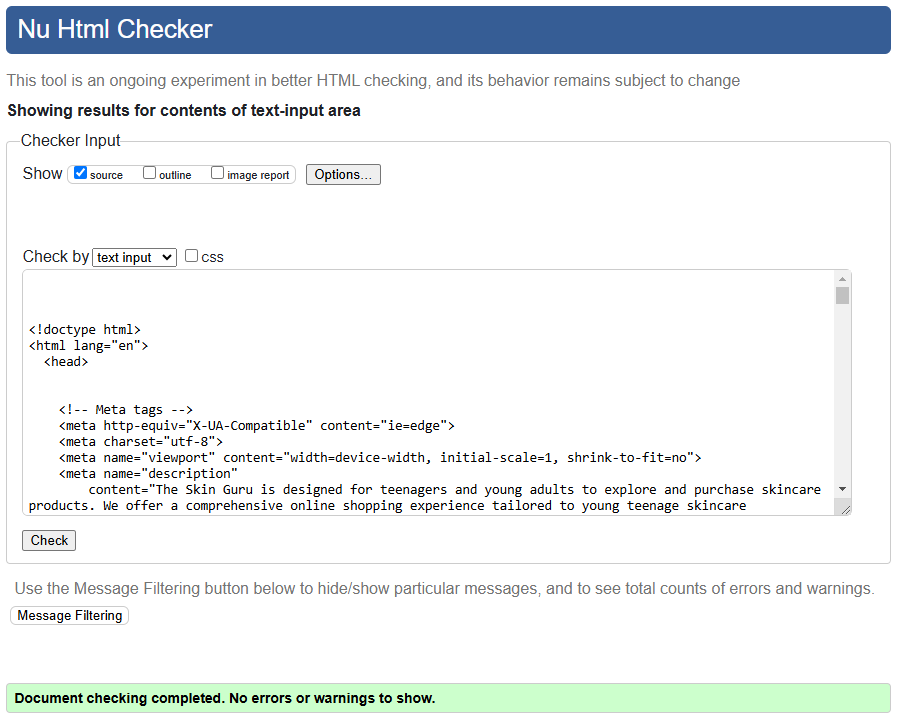 Nu Html Checker
This tool is an ongoing experiment in better HTML checking, and its behavior remains subject to change
Showing results for contents of text-input area
Checker Input
Show source outline image report Options...
Check by text input css
<!doctype html>
<html lang="en">
<head>
<!-- Meta tags -->
<meta http-equiv="X-UA-Compatible" content="ie=edge">
<meta charset="utf-8">
<meta name="viewport" content="width=device-width, initial-scale=1, shrink-to-fit=no">
<meta name="description"
content="The Skin Guru is designed for teenagers and young adults to explore and purchase skincare
products. We offer a comprehensive online shopping experience tailored to young teenage skincare
Check
Use the Message Filtering button below to hide/show particular messages, and to see total counts of errors and warnings.
Message Filtering
Document checking completed. No errors or warnings to show.